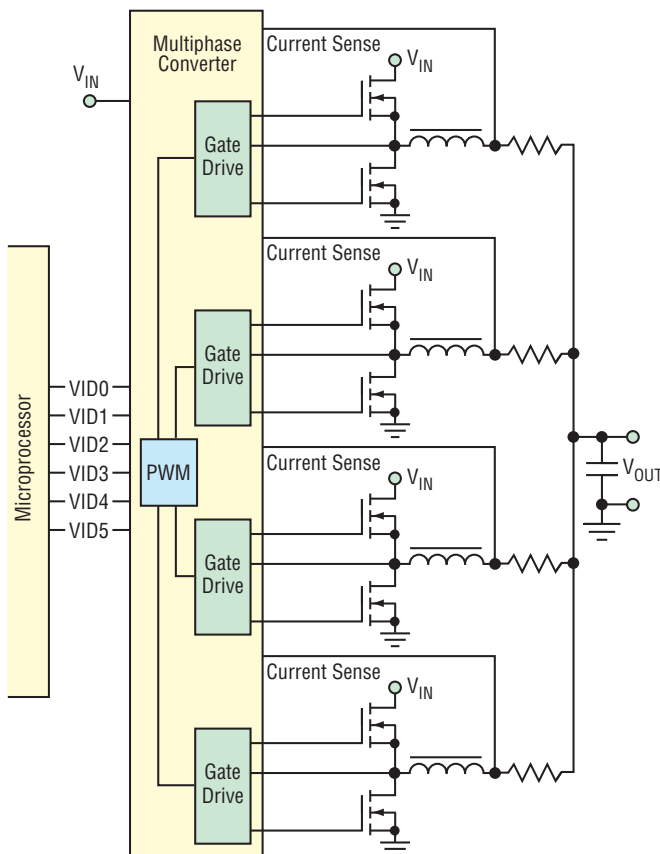 Multiphase
Converter
V_IN
Microprocessor
VID0
VID1
VID2
VID3
VID4
VID5
PWM
Gate
Drive
Current Sense
V_IN
Gate
Drive
Current Sense
V_IN
Gate
Drive
Current Sense
V_IN
Gate
Drive
Current Sense
V_IN
V_OUT